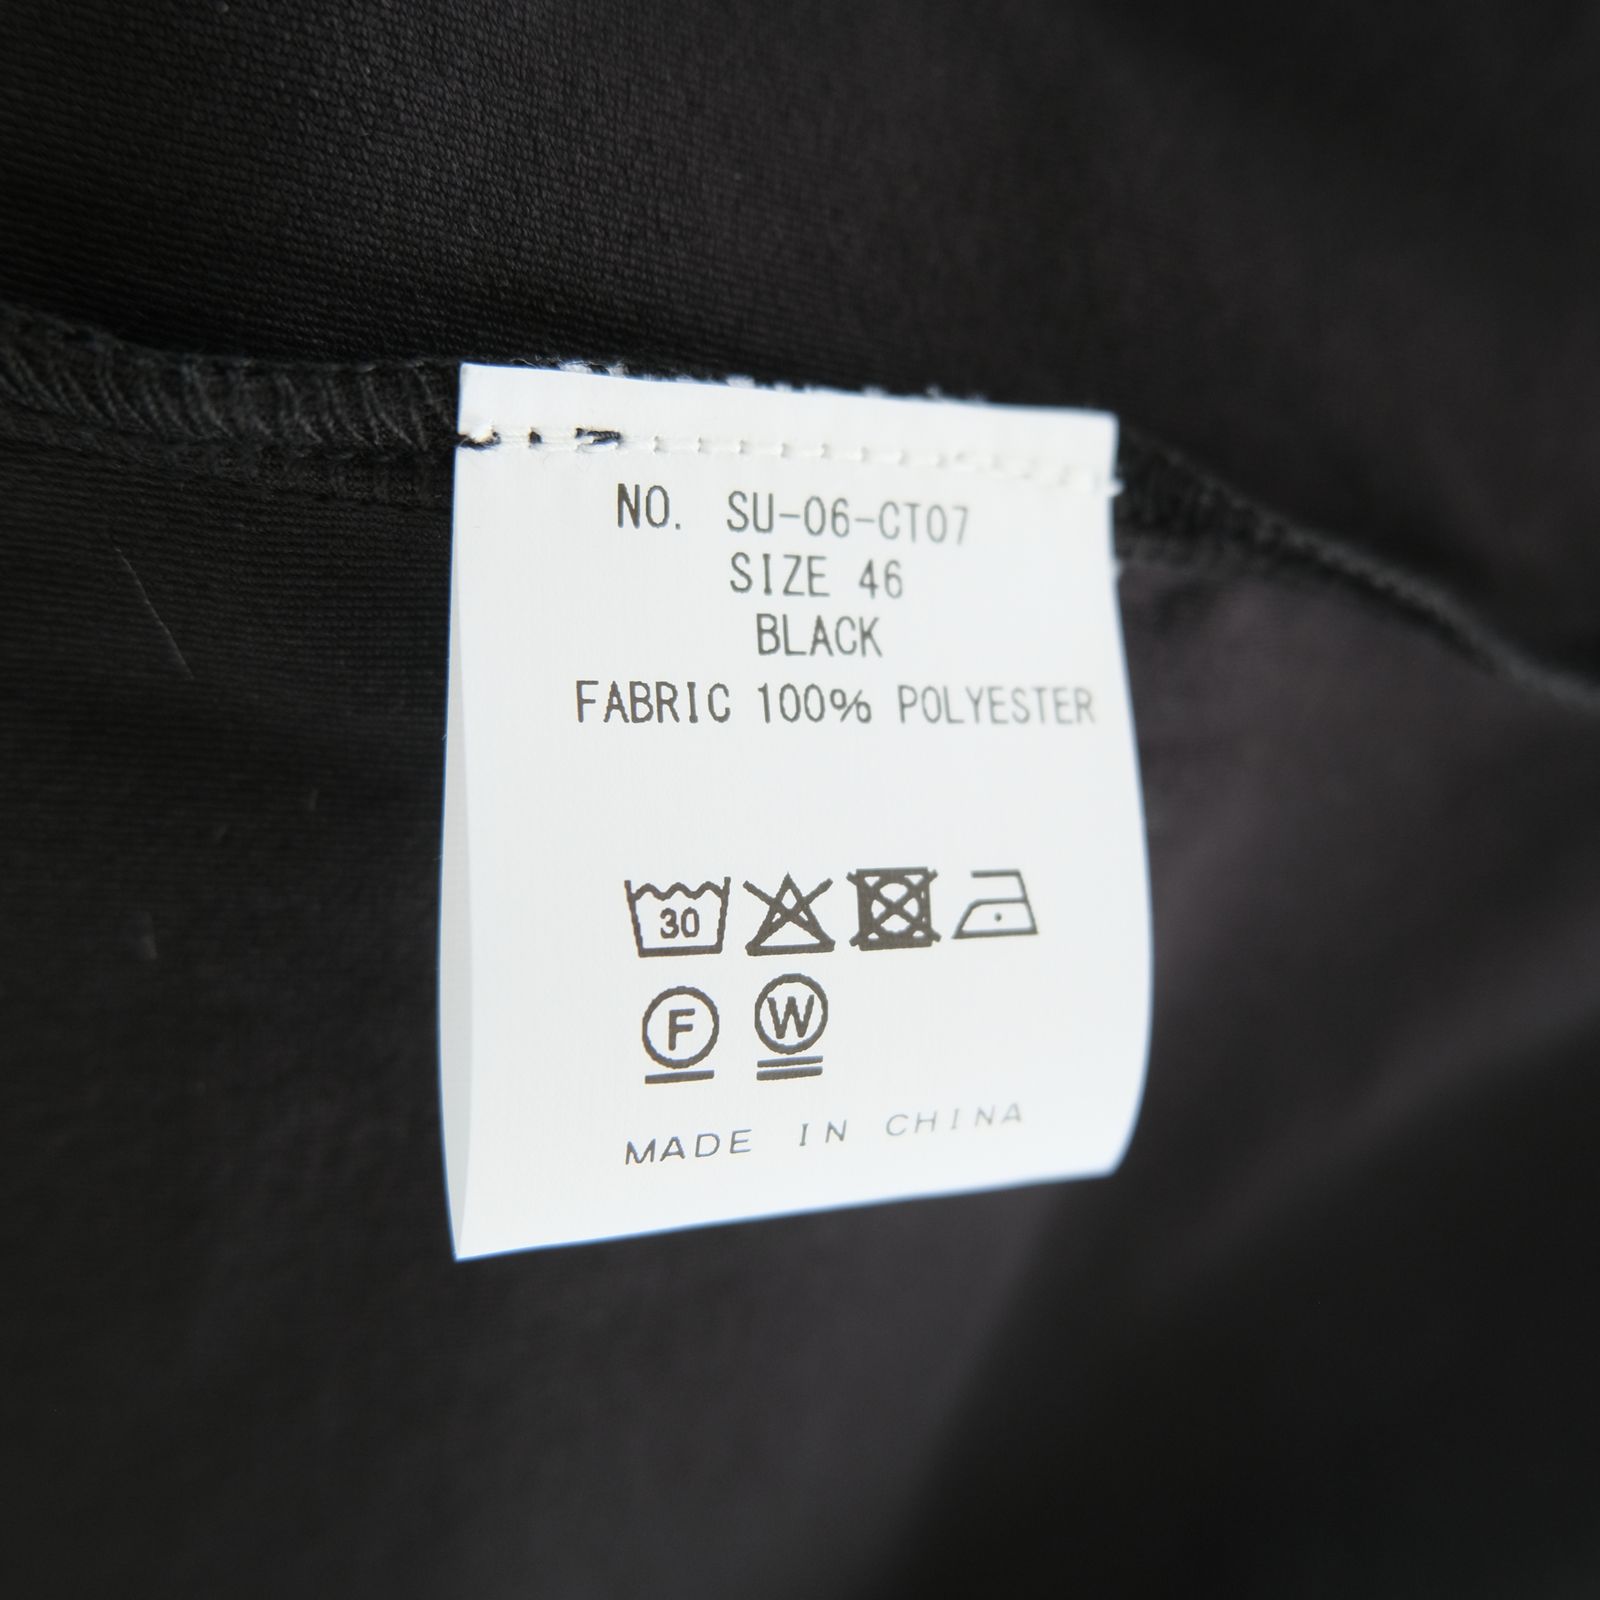 NO. SU-06-CT07
SIZE 46
BLACK
FABRIC 100% POLYESTER
30
F W
MADE IN CHINA